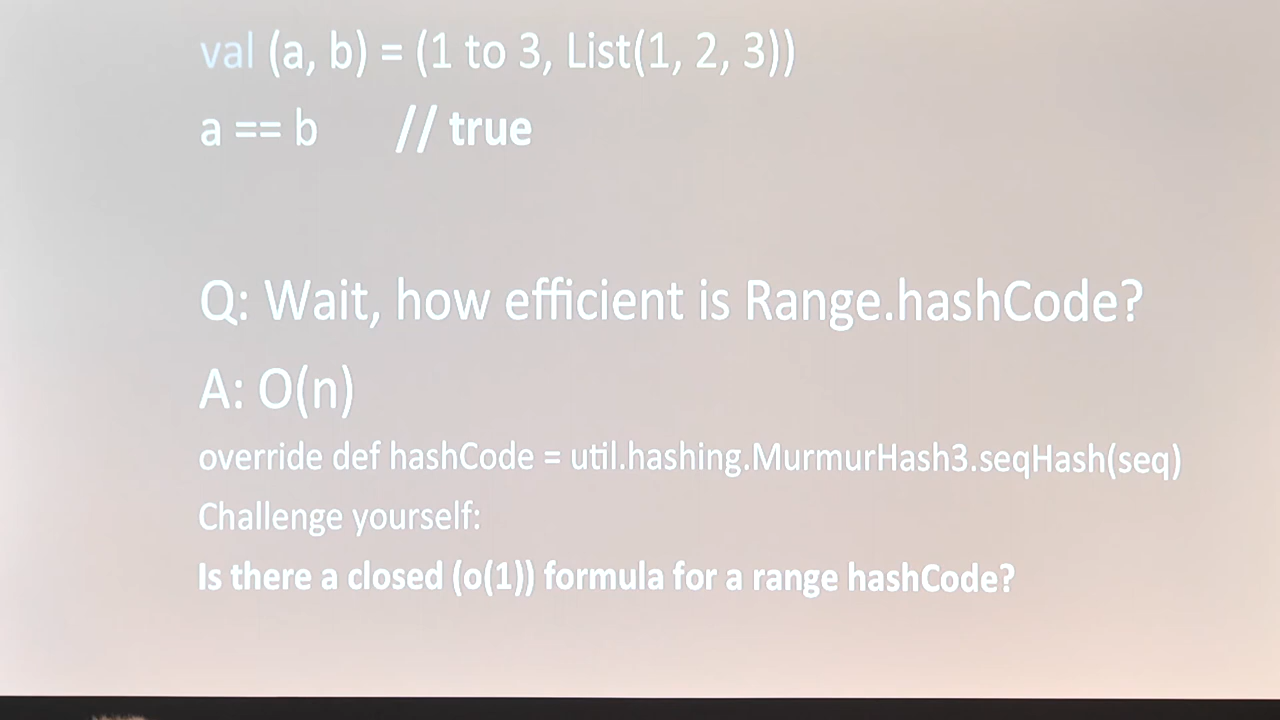 val (a, b) = (1 to 3, List(1, 2, 3))
a == b // true
Q: Wait, how efficient is Range.hashCode?
A: O(n)
override def hashCode = util.hashing.MurmurHash3.seqHash(seq)
Challenge yourself:
Is there a closed (o(1)) formula for a range hashCode?